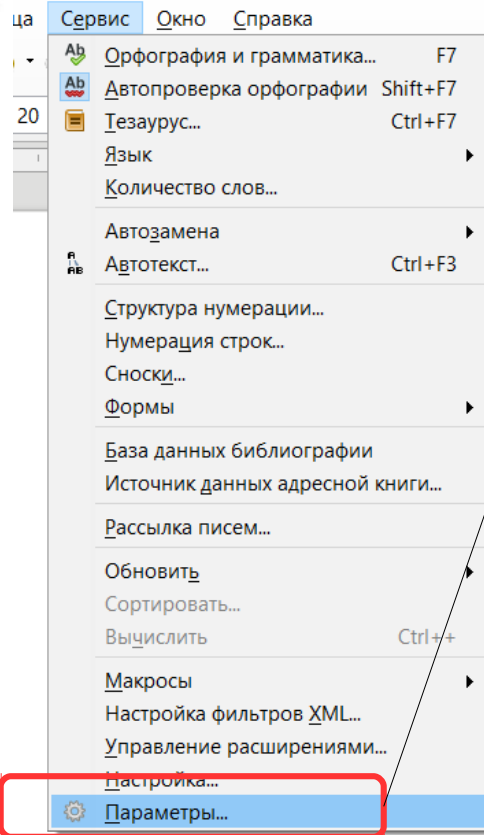 ца Сервис Окно Справка
Орфография и грамматика... F7
Автопроверка орфографии Shift+F7
20 Тезаурус... Ctrl+F7
Язык
Количество слов...
Автозамена
Автотекст... Ctrl+F3
Структура нумерации...
Нумерация строк...
Сноски...
Формы
База данных библиографии
Источник данных адресной книги...
Рассылка писем...
Обновить
Сортировать...
Вычислить Ctrl++
Макросы
Настройка фильтров XML...
Управление расширениями...
Настройка...
Параметры...